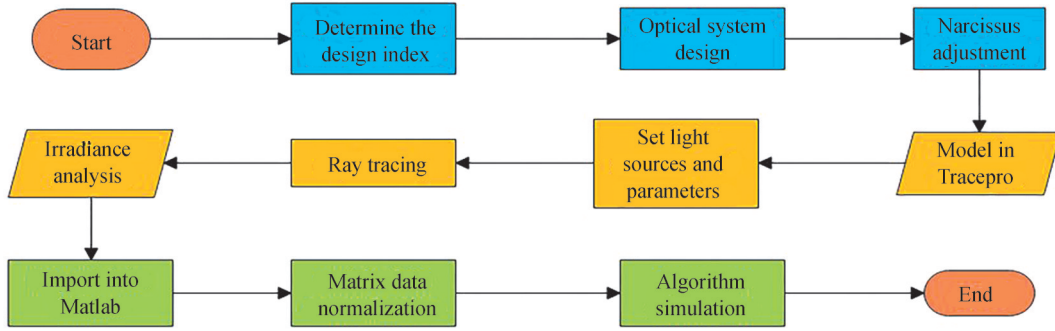 Start
Determine the
design index
Optical system
design
Narcissus
adjustment
Model in
Tracepro
Set light
sources and
parameters
Ray tracing
Irradiance
analysis
Import into
Matlab
Matrix data
normalization
Algorithm
simulation
End